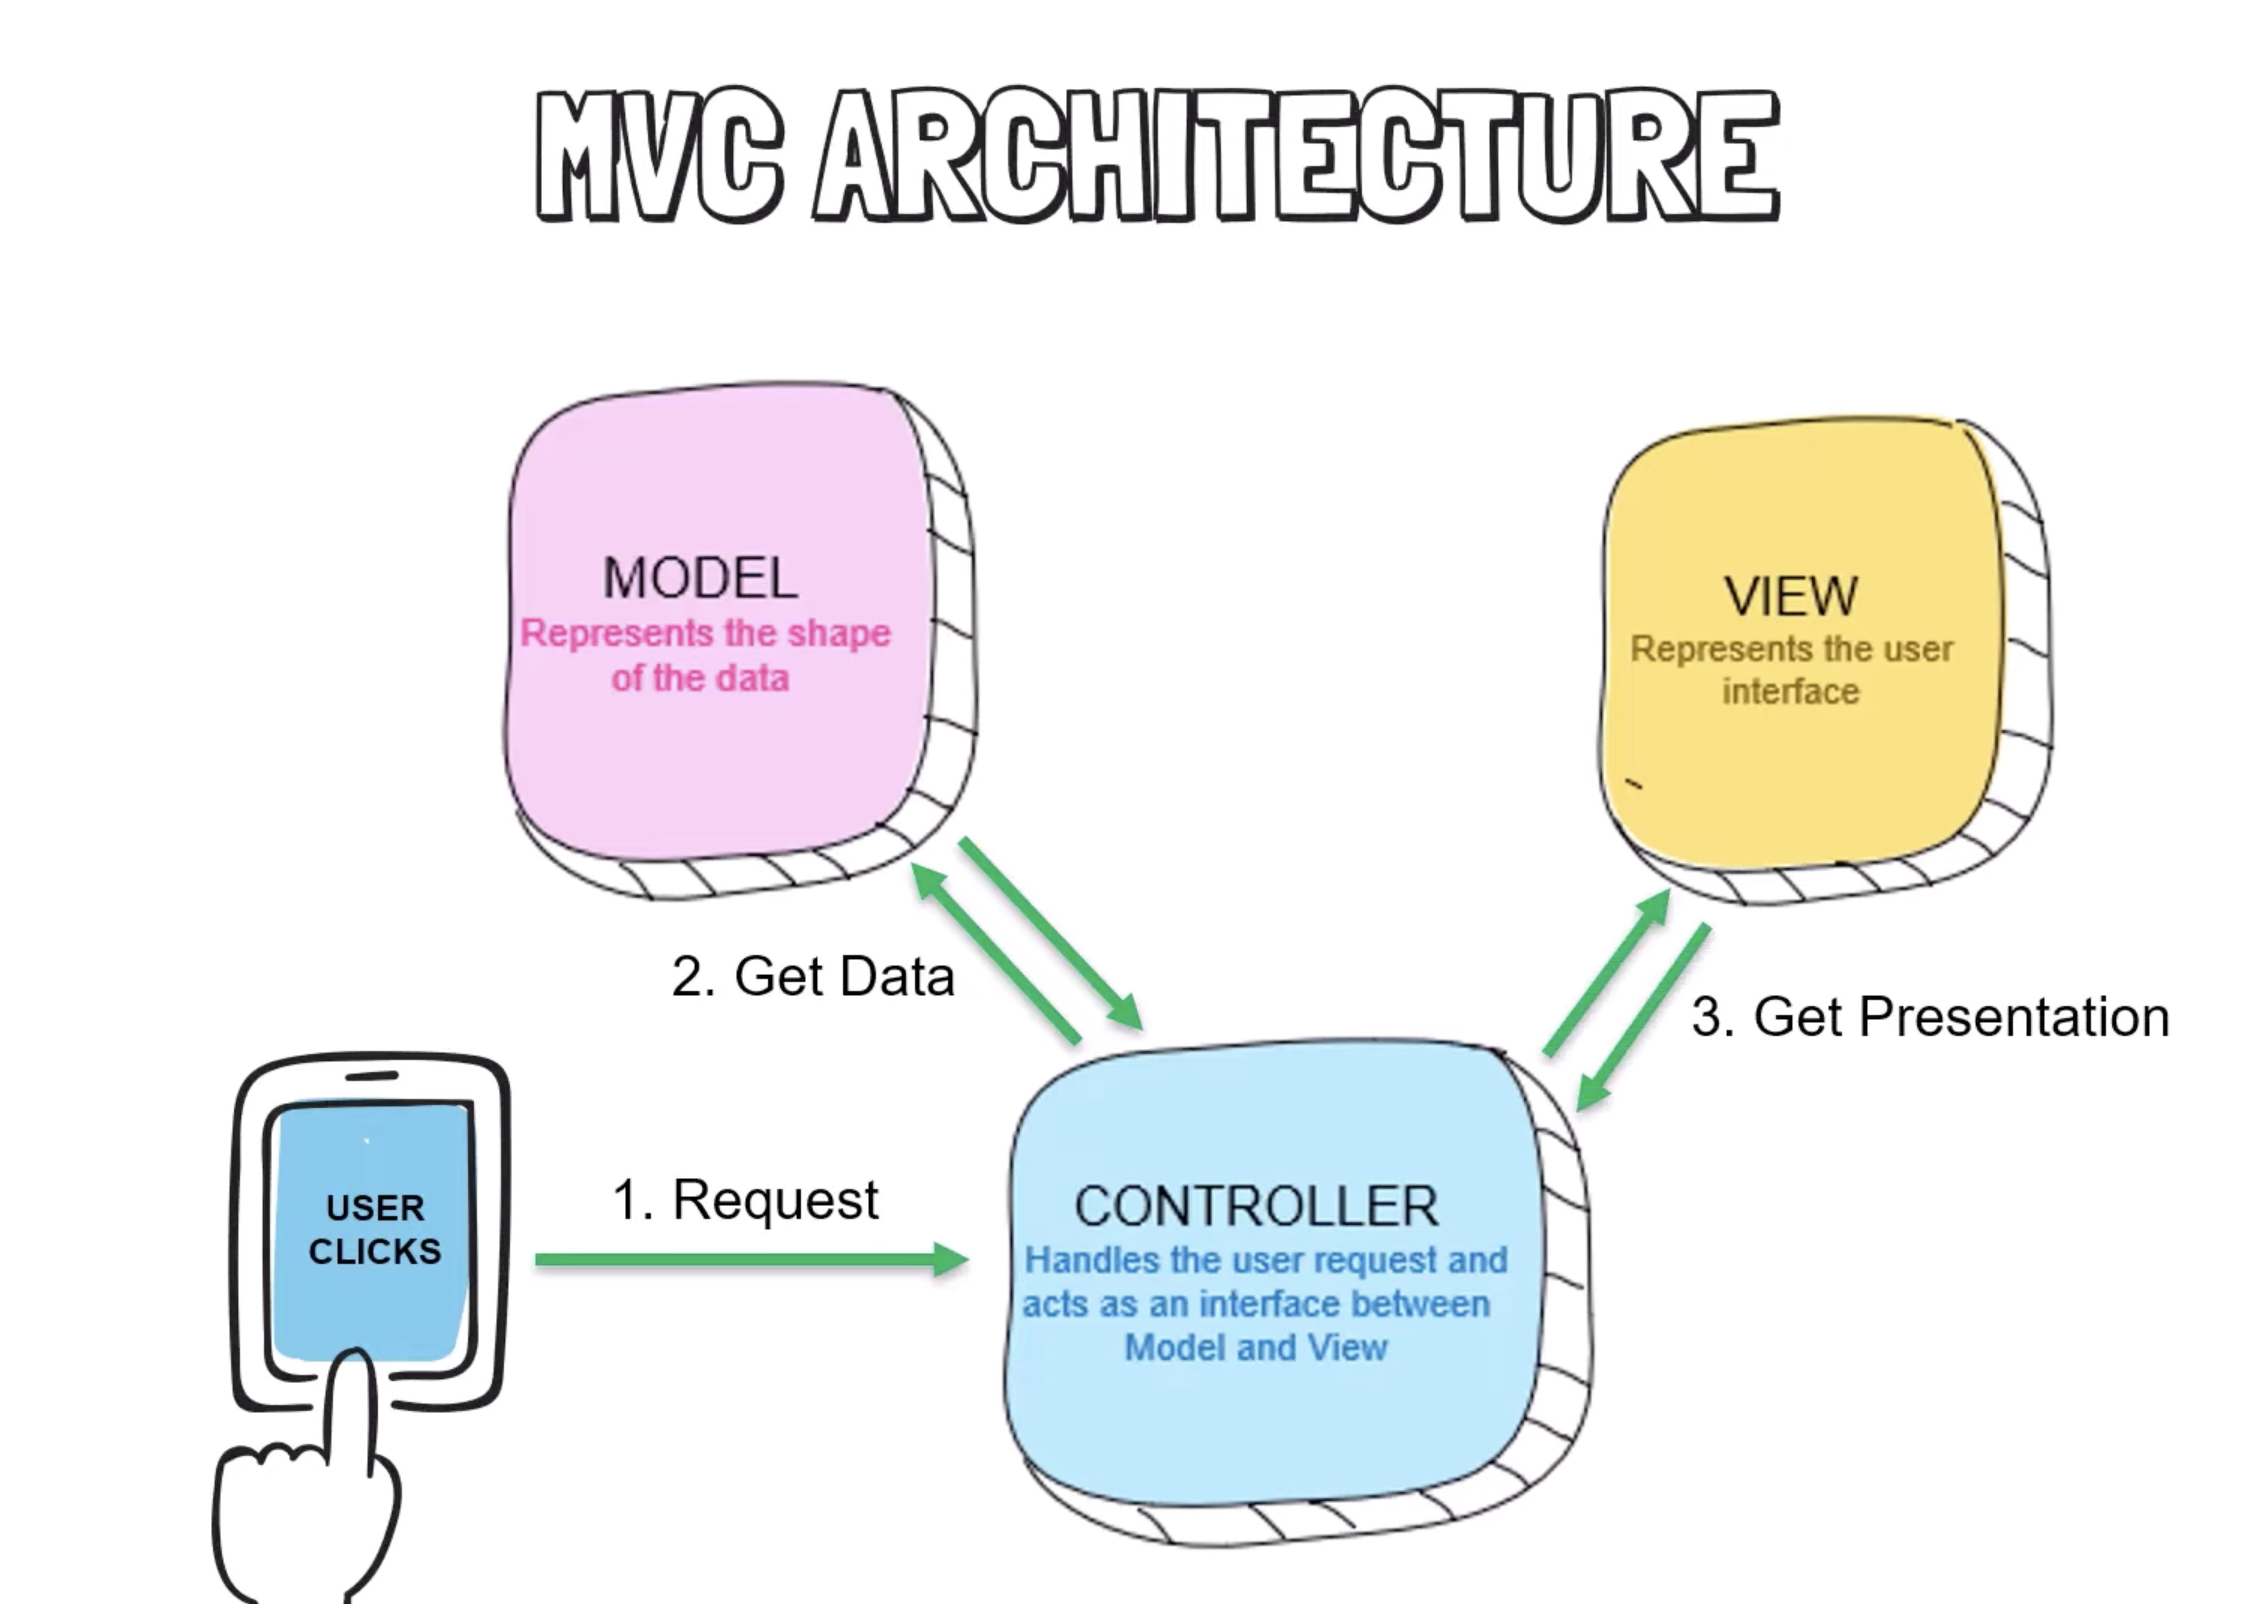 MVC ARCHITECTURE
MODEL
Represents the shape
of the data
VIEW
Represents the user
interface
2. Get Data
3. Get Presentation
USER
CLICKS
1. Request
CONTROLLER
Handles the user request and
acts as an interface between
Model and View